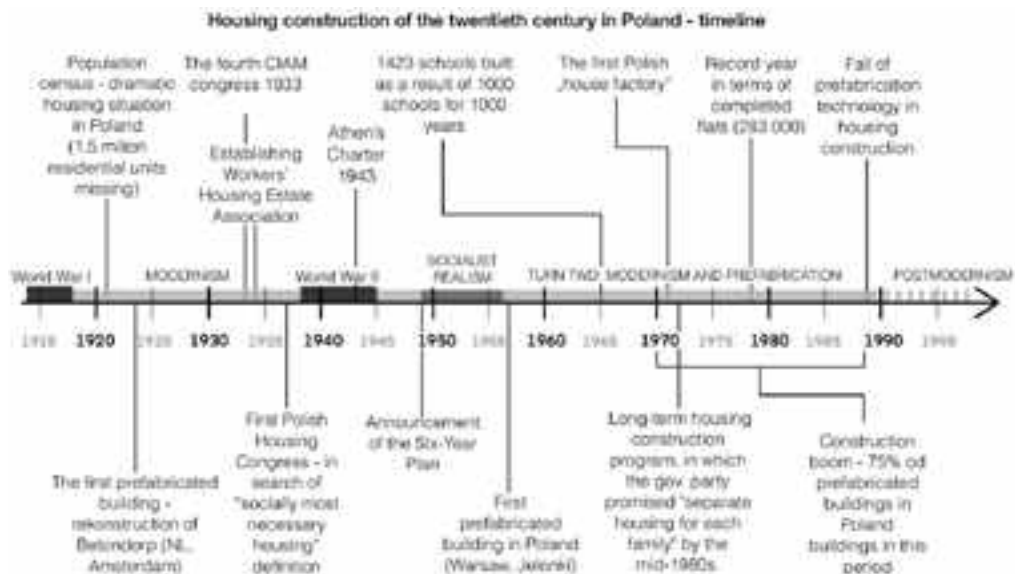 Housing construction of the twentieth century in Poland - timeline
Population
census - dramatic
housing situation
in Poland
(1.5 milion
residential units
missing)
The fourth CIAM
congress 1933
Establishing
Workers'
Housing Estate
Association
Athen's
Charter
1943
1423 schools built
as a result of 1000
schools for 1000
years
The first Polish
„house factory"
Record year
in terms of
completed
flats (283 000)
Fall of
prefabrication
technology in
housing
construction
World War I
MODERNISM
World War II
SOCIALIST
REALISM
TURN TWO MODERNISM AND PREFABRICATION
POSTMODERNISM
1915 1920 1925 1930 1935 1940 1945 1950 1955 1960 1965 1970 1975 1980 1985 1990 1995
The first prefabricated
building -
rekonstruction of
Betondorp (NL,
Amsterdam)
First Polish
Housing
Congress - in
search of
"socially most
necessary
housing"
definition
Announcement
of the Six-Year
Plan
First
prefabricated
building in Poland
(Warsaw, Jelonki)
Long-term housing
construction
program, in which
the gov. party
promised "separate
housing for each
family" by the
mid-1980s
Construction
boom - 75% od
prefabricated
buildings in
Poland
buildings in this
period